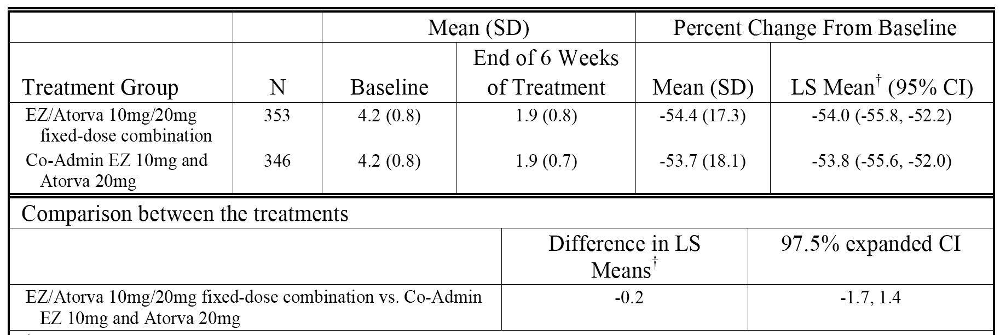 Mean (SD) Percent Change From Baseline
Treatment Group N Baseline End of 6 Weeks of Treatment Mean (SD) LS Mean† (95% CI)
EZ/Atorva 10mg/20mg 353 4.2 (0.8) 1.9 (0.8) -54.4 (17.3) -54.0 (-55.8, -52.2)
fixed-dose combination
Co-Admin EZ 10mg and 346 4.2 (0.8) 1.9 (0.7) -53.7 (18.1) -53.8 (-55.6, -52.0)
Atorva 20mg
Comparison between the treatments
Difference in LS 97.5% expanded CI
Means†
EZ/Atorva 10mg/20mg fixed-dose combination vs. Co-Admin -0.2 -1.7, 1.4
EZ 10mg and Atorva 20mg